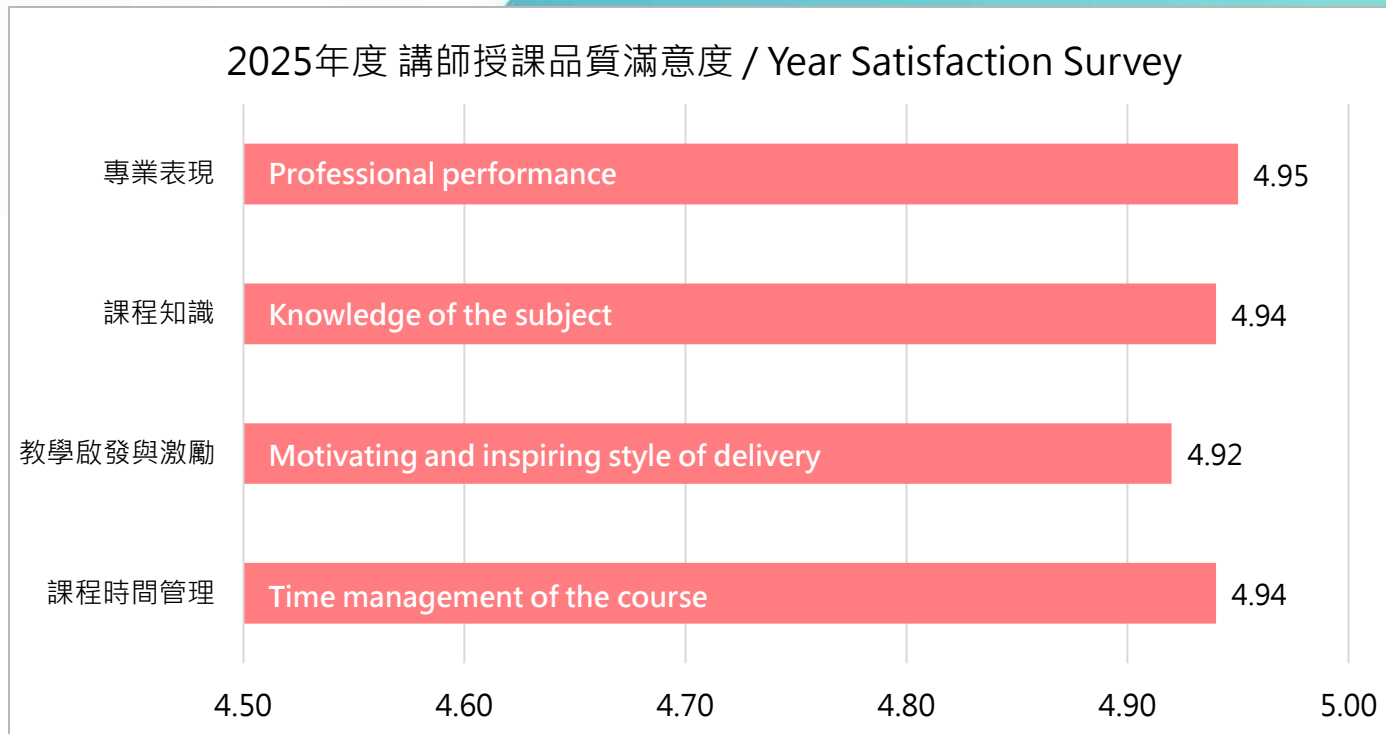 2025年度 講師授課品質滿意度 / Year Satisfaction Survey
專業表現 Professional performance 4.95
課程知識 Knowledge of the subject 4.94
教學啟發與激勵 Motivating and inspiring style of delivery 4.92
課程時間管理 Time management of the course 4.94
4.50 4.60 4.70 4.80 4.90 5.00